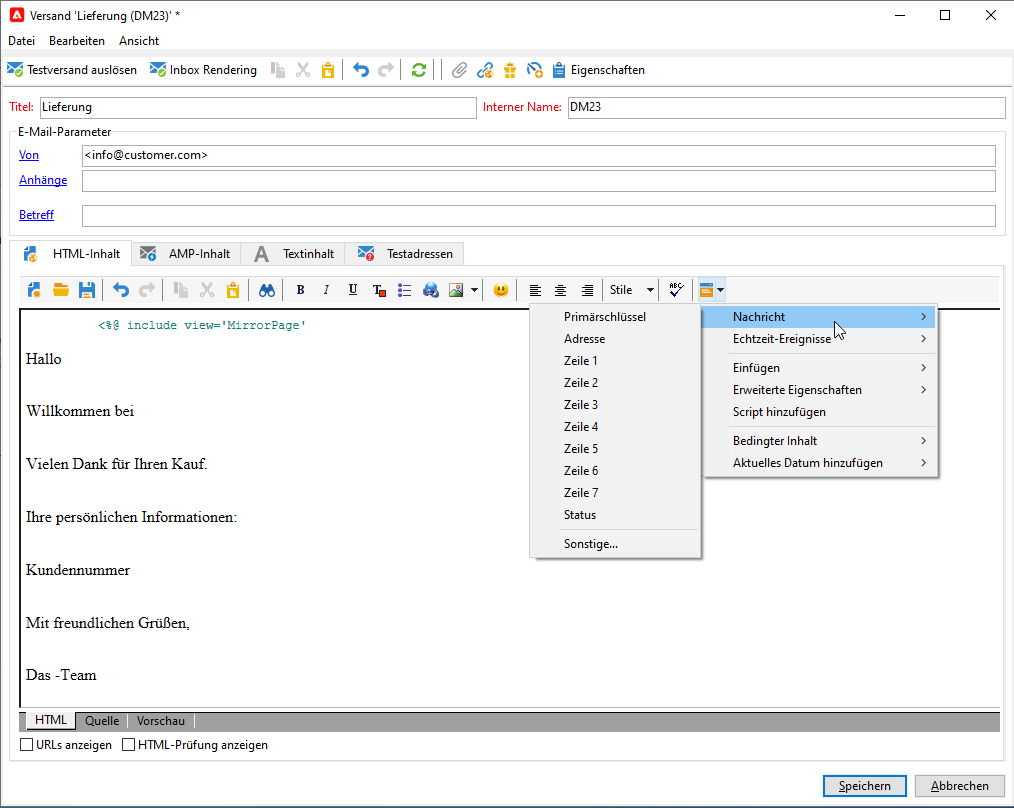 Versand 'Lieferung (DM23)' *
Datei Bearbeiten Ansicht
Testversand auslösen Inbox Rendering Eigenschaften
Titel: Lieferung Interner Name: DM23
E-Mail-Parameter
Von <info@customer.com>
Anhänge
Betreff
HTML-Inhalt AMP-Inhalt Textinhalt Testadressen
B I U T Stile ABC
<%@ include view='MirrorPage'
Hallo
Willkommen bei
Vielen Dank für Ihren Kauf.
Ihre persönlichen Informationen:
Kundennummer
Mit freundlichen Grüßen,
Das -Team
Primärschlüssel
Adresse
Zeile 1
Zeile 2
Zeile 3
Zeile 4
Zeile 5
Zeile 6
Zeile 7
Status
Sonstige...
Nachricht
Echtzeit-Ereignisse
Einfügen
Erweiterte Eigenschaften
Script hinzufügen
Bedingter Inhalt
Aktuelles Datum hinzufügen
HTML Quelle Vorschau
URLs anzeigen HTML-Prüfung anzeigen
Speichern Abbrechen